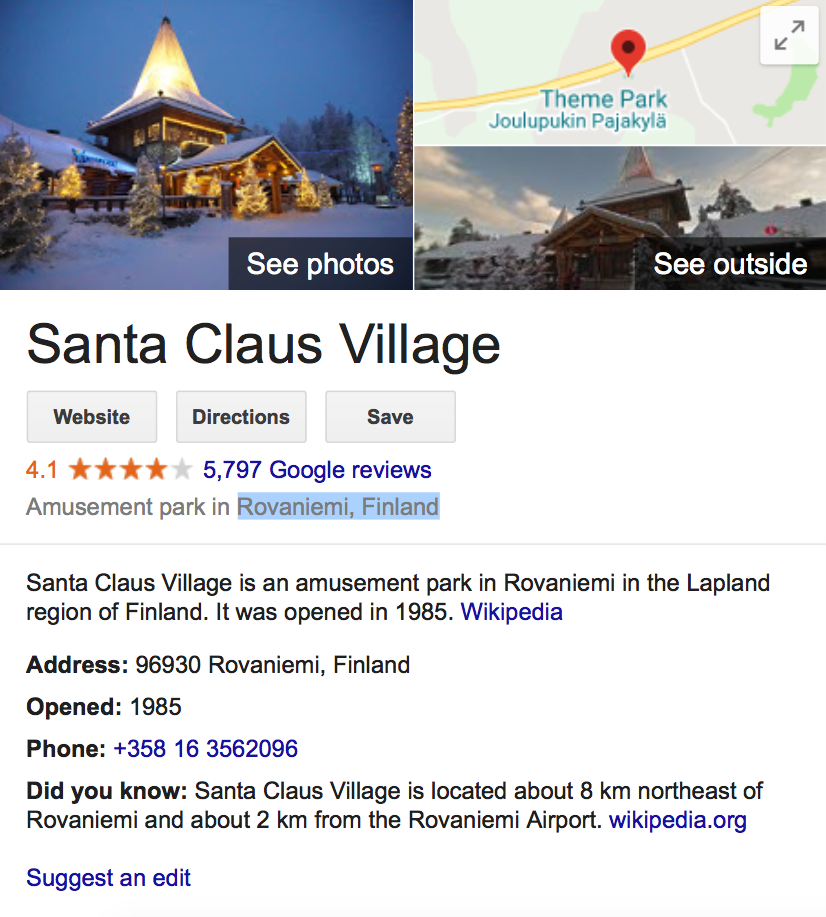 Theme Park
Joulupukin Pajakylä
See photos
See outside
Santa Claus Village
Website
Directions
Save
4.1 ★★★★★ 5,797 Google reviews
Amusement park in Rovaniemi, Finland
Santa Claus Village is an amusement park in Rovaniemi in the Lapland
region of Finland. It was opened in 1985. Wikipedia
Address: 96930 Rovaniemi, Finland
Opened: 1985
Phone: +358 16 3562096
Did you know: Santa Claus Village is located about 8 km northeast of
Rovaniemi and about 2 km from the Rovaniemi Airport. wikipedia.org
Suggest an edit